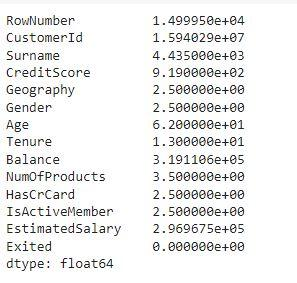 RowNumber 1.499950e+04
CustomerId 1.594029e+07
Surname 4.435000e+03
CreditScore 9.190000e+02
Geography 2.500000e+00
Gender 2.500000e+00
Age 6.200000e+01
Tenure 1.300000e+01
Balance 3.191106e+05
NumOfProducts 3.500000e+00
HasCrCard 2.500000e+00
IsActiveMember 2.500000e+00
EstimatedSalary 2.969675e+05
Exited 0.000000e+00
dtype: float64